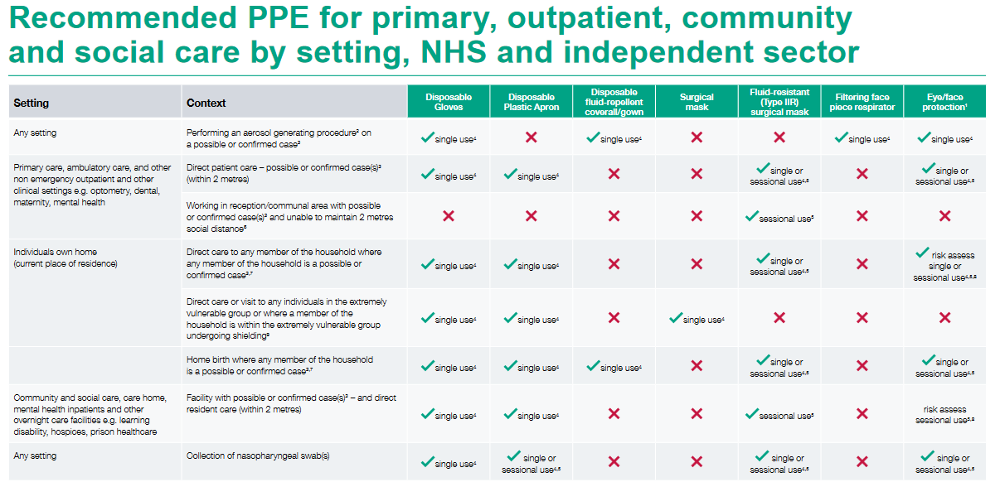 Recommended PPE for primary, outpatient, community
and social care by setting, NHS and independent sector
Setting
Context
Disposable
Gloves
Disposable
Plastic Apron
Disposable
fluid-repellent
coverall/gown
Surgical
mask
Fluid-resistant
(Type IIR)
surgical mask
Filtering face
piece respirator
Eye/face
protection¹
Any setting
Performing an aerosol generating procedure² on
a possible or confirmed case³
single use⁴
single use⁴
single use⁴
single use⁴
Primary care, ambulatory care, and other
non emergency outpatient and other
clinical settings e.g. optometry, dental,
maternity, mental health
Direct patient care – possible or confirmed case(s)³
(within 2 metres)
single use⁴
single use⁴
single or
sessional use⁴,⁵
single or
sessional use⁴,⁵
Working in reception/communal area with possible
or confirmed case(s)³ and unable to maintain 2 metres
social distance⁶
sessional use⁵
Individuals own home
(current place of residence)
Direct care to any member of the household where
any member of the household is a possible or
confirmed case³,⁷
single use⁴
single use⁴
single or
sessional use⁴,⁵
risk assess
single or
sessional use⁴,⁵,⁸
Direct care or visit to any individuals in the extremely
vulnerable group or where a member of the
household is within the extremely vulnerable group
undergoing shielding⁹
single use⁴
single use⁴
single use⁴
Home birth where any member of the household
is a possible or confirmed case³,⁷
single use⁴
single use⁴
single use⁴
single or
sessional use⁴,⁵
single or
sessional use⁴,⁵
Community and social care, care home,
mental health inpatients and other
overnight care facilities e.g. learning
disability, hospices, prison healthcare
Facility with possible or confirmed case(s)³ – and direct
resident care (within 2 metres)
single use⁴
single use⁴
sessional use⁵
risk assess
sessional use⁵,⁸
Any setting
Collection of nasopharyngeal swab(s)
single use⁴
single or
sessional use⁴,⁵
single or
sessional use⁴,⁵
single or
sessional use⁴,⁵